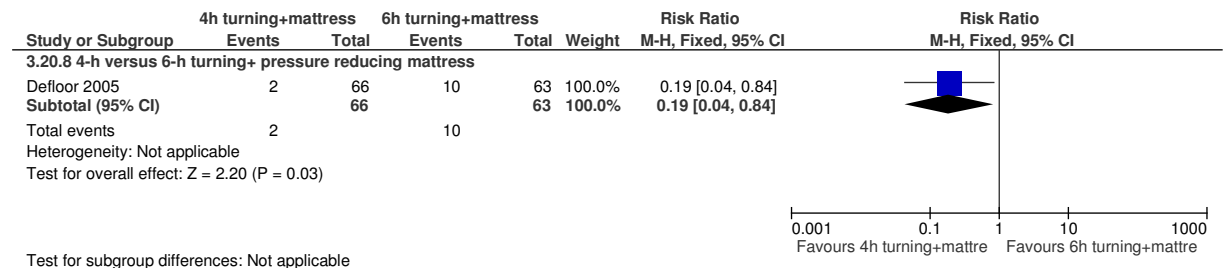 4h turning+mattress 6h turning+mattress Risk Ratio Risk Ratio
Study or Subgroup Events Total Events Total Weight M-H, Fixed, 95% CI M-H, Fixed, 95% CI
3.20.8 4-h versus 6-h turning+ pressure reducing mattress
Defloor 2005 2 66 10 63 100.0% 0.19 [0.04, 0.84]
Subtotal (95% CI) 66 63 100.0% 0.19 [0.04, 0.84]
Total events 2 10
Heterogeneity: Not applicable
Test for overall effect: Z = 2.20 (P = 0.03)
0.001 0.1 1 10 1000
Favours 4h turning+mattre Favours 6h turning+mattre
Test for subgroup differences: Not applicable